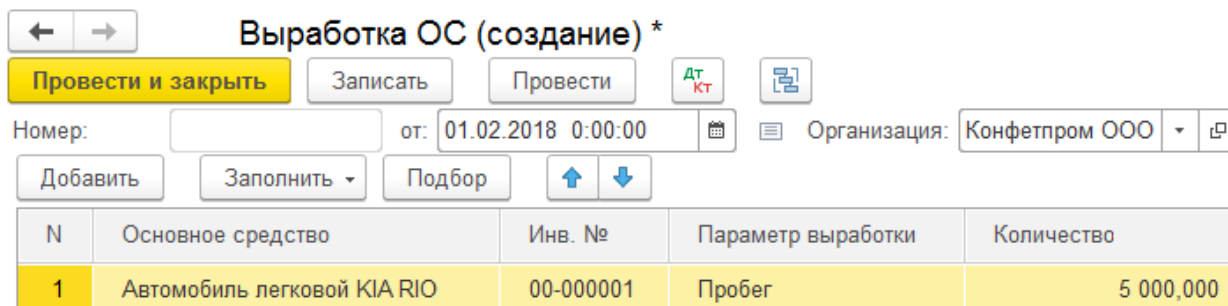 Выработка ОС (создание) *
Провести и закрыть Записать Провести Дт Кт
Номер: от: 01.02.2018 0:00:00 Организация: Конфетпром ООО
Добавить Заполнить Подбор
N Основное средство Инв. № Параметр выработки Количество
1 Автомобиль легковой KIA RIO 00-000001 Пробег 5 000,000